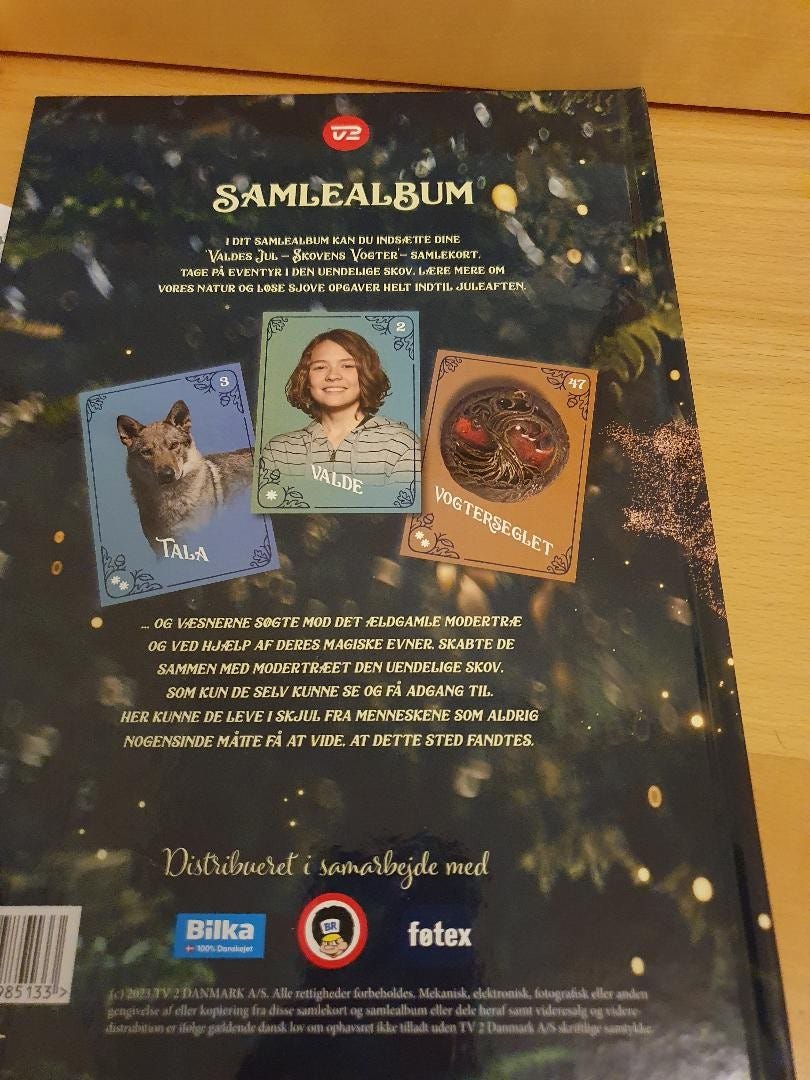 TV2
SAMLEALBUM
I DIT SAMLEALBUM KAN DU INDSÆTTE DINE
'VALDES JUL – SKOVENS VOGTER'- SAMLEKORT.
TAGE PÅ EVENTYR I DEN UENDELIGE SKOV. LÆRE MERE OM
VORES NATUR OG LØSE SJOVE OPGAVER HELT INDTIL JULEAFTEN.
3
TALA
2
VALDE
47
VOGTERSEGLET
... OG VÆSNERNE SØGTE MOD DET ÆLDGAMLE MODERTRÆ
OG VED HJÆLP AF DERES MAGISKE EVNER, SKABTE DE
SAMMEN MED MODERTRÆET DEN UENDELIGE SKOV.
SOM KUN DE SELV KUNNE SE OG FÅ ADGANG TIL.
HER KUNNE DE LEVE I SKJUL FRA MENNESKENE SOM ALDRIG
NOGENSINDE MÅTTE FÅ AT VIDE, AT DETTE STED FANDTES.
Distribueret i samarbejde med
Bilka
100% Danskejet
BR
føtex
985133 >
(c) 2023 TV 2 DANMARK A/S. Alle rettigheder forbeholdes. Mekanisk, elektronisk, fotografisk eller anden
gengivelse af eller kopiering fra disse samlekort og samlealbum eller dele heraf samt videresalg og videre-
distribution er ifølge gældende dansk lov om ophavsret ikke tilladt uden TV 2 Danmark A/S skriftlige samtykke.